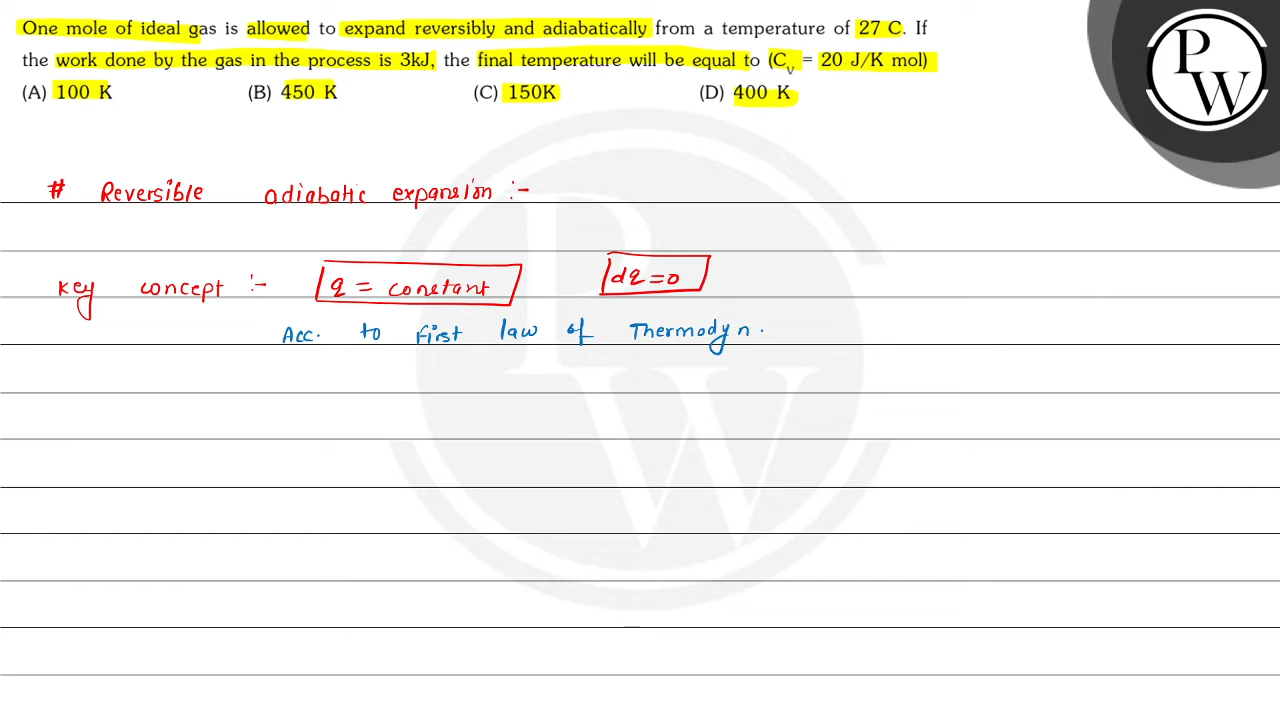 One mole of ideal gas is allowed to expand reversibly and adiabatically from a temperature of 27 C. If
the work done by the gas in the process is 3kJ, the final temperature will be equal to (Cv = 20 J/K mol)
(A) 100 K (B) 450 K (C) 150K (D) 400 K
# Reversible adiabatic expansion :-
Key concept :- q = constant dq = 0
Acc. to First law of Thermodyn.
P
W